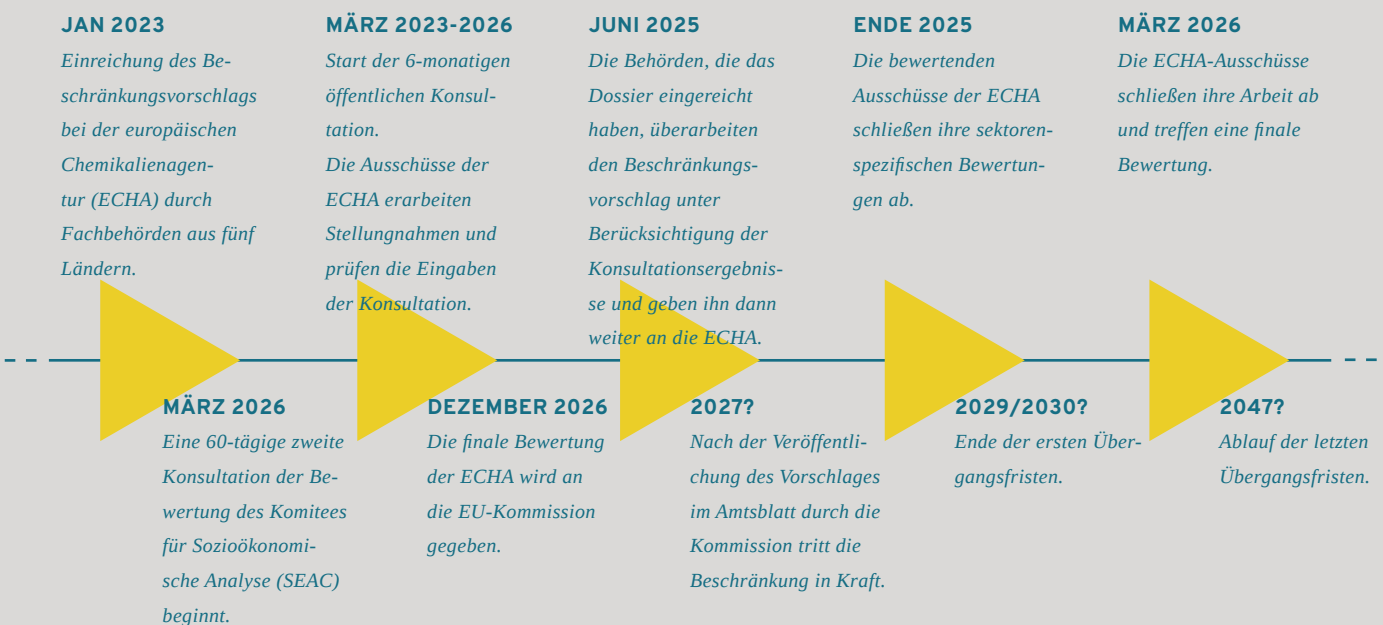 JAN 2023
Einreichung des Be-
schränkungsvorschlags
bei der europäischen
Chemikalienagen-
tur (ECHA) durch
Fachbehörden aus fünf
Ländern.
MÄRZ 2023-2026
Start der 6-monatigen
öffentlichen Konsul-
tation.
Die Ausschüsse der
ECHA erarbeiten
Stellungnahmen und
prüfen die Eingaben
der Konsultation.
JUNI 2025
Die Behörden, die das
Dossier eingereicht
haben, überarbeiten
den Beschränkungs-
vorschlag unter
Berücksichtigung der
Konsultationsergebnis-
se und geben ihn dann
weiter an die ECHA.
ENDE 2025
Die bewertenden
Ausschüsse der ECHA
schließen ihre sektoren-
spezifischen Bewertun-
gen ab.
MÄRZ 2026
Die ECHA-Ausschüsse
schließen ihre Arbeit ab
und treffen eine finale
Bewertung.
MÄRZ 2026
Eine 60-tägige zweite
Konsultation der Be-
wertung des Komitees
für Sozioökonomi-
sche Analyse (SEAC)
beginnt.
DEZEMBER 2026
Die finale Bewertung
der ECHA wird an
die EU-Kommission
gegeben.
2027?
Nach der Veröffentli-
chung des Vorschlages
im Amtsblatt durch die
Kommission tritt die
Beschränkung in Kraft.
2029/2030?
Ende der ersten Über-
gangsfristen.
2047?
Ablauf der letzten
Übergangsfristen.